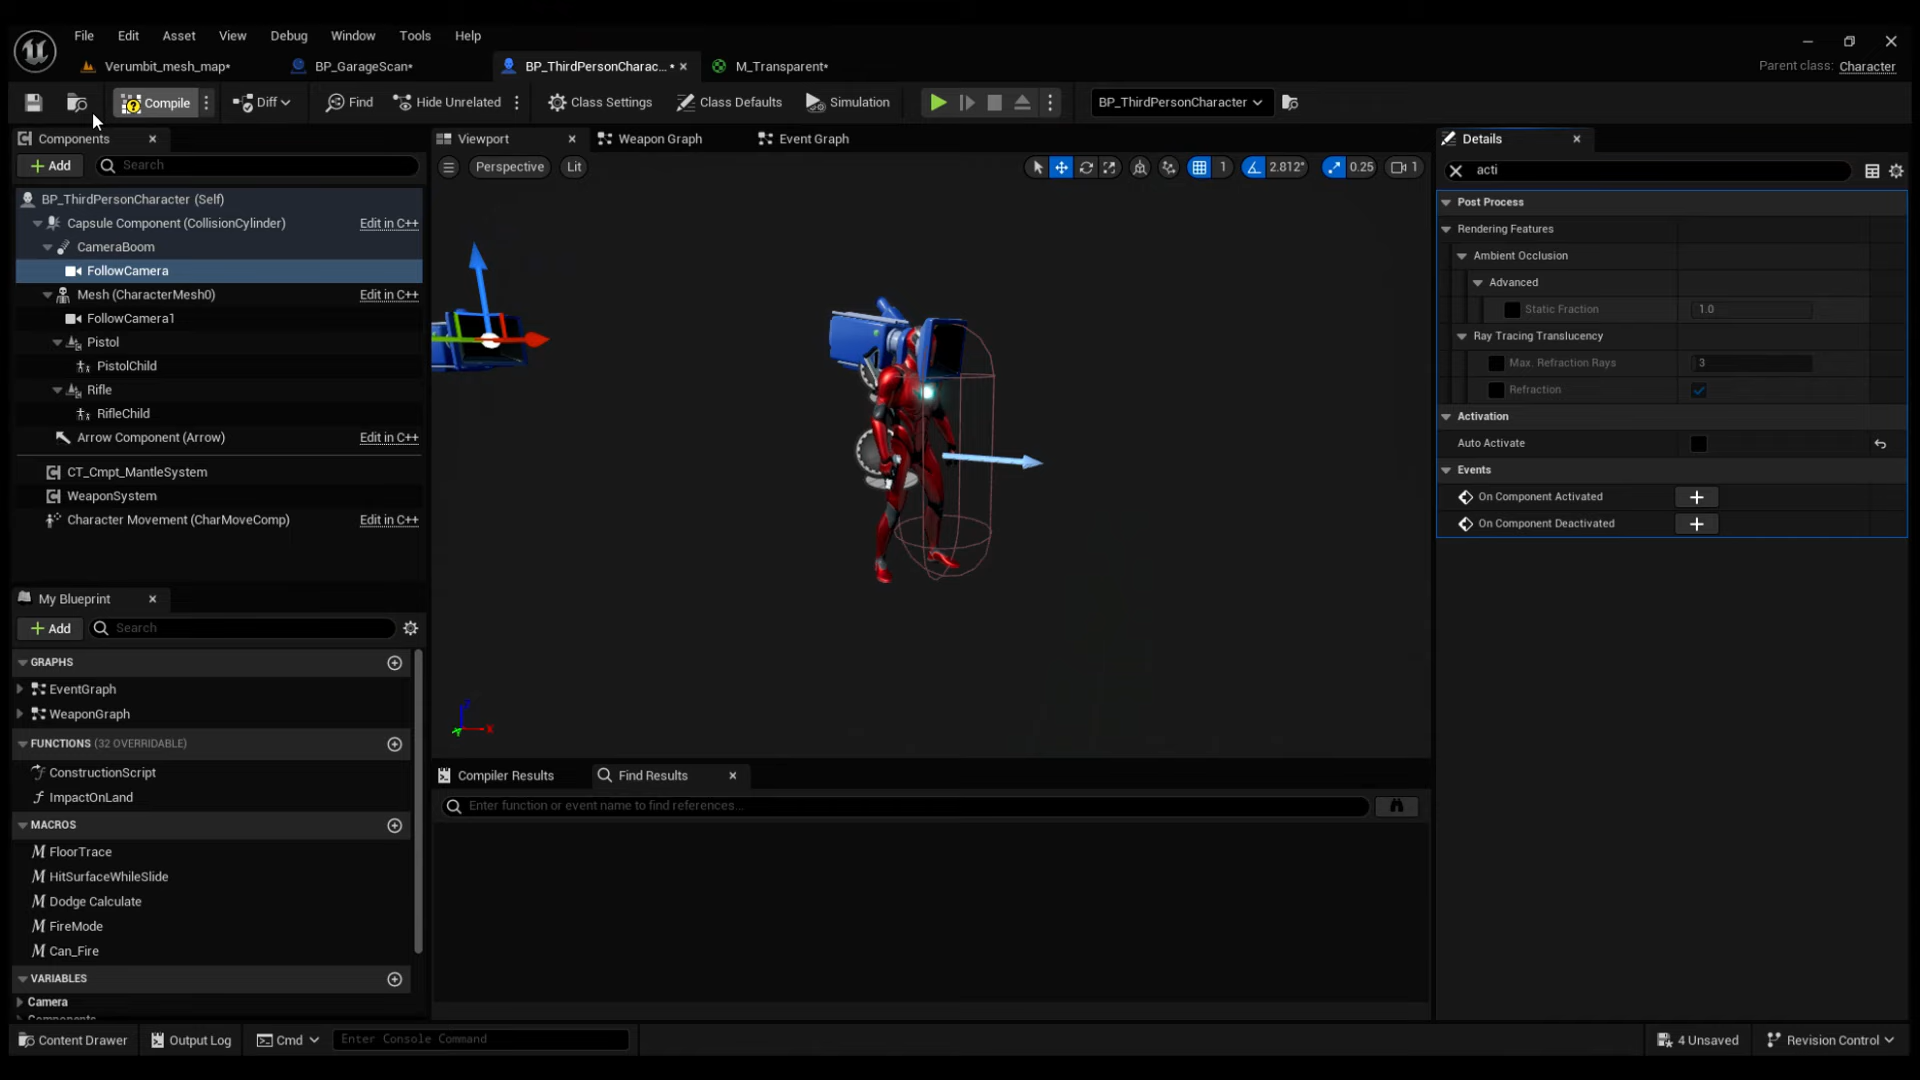 File Edit Asset View Debug Window Tools Help
Verumbit_mesh_map* BP_GarageScan* BP_ThirdPersonCharac... * M_Transparent*
Parent class: Character
Compile Diff Find Hide Unrelated Class Settings Class Defaults Simulation BP_ThirdPersonCharacter
Components
Add Search
BP_ThirdPersonCharacter (Self)
Capsule Component (CollisionCylinder) Edit in C++
CameraBoom
FollowCamera
Mesh (CharacterMesh0) Edit in C++
FollowCamera1
Pistol
PistolChild
Rifle
RifleChild
Arrow Component (Arrow) Edit in C++
CT_Cmpt_MantleSystem
WeaponSystem
Character Movement (CharMoveComp) Edit in C++
My Blueprint
Add Search
GRAPHS
EventGraph
WeaponGraph
FUNCTIONS (32 OVERRIDABLE)
ConstructionScript
ImpactOnLand
MACROS
FloorTrace
HitSurfaceWhileSlide
Dodge Calculate
FireMode
Can_Fire
VARIABLES
Camera
Components
Viewport Weapon Graph Event Graph
Perspective Lit 1 2.812° 0.25 1
Z X Y
Compiler Results Find Results
Enter function or event name to find references...
Details
acti
Post Process
Rendering Features
Ambient Occlusion
Advanced
Static Fraction 1.0
Ray Tracing Translucency
Max. Refraction Rays 3
Refraction
Activation
Auto Activate
Events
On Component Activated
On Component Deactivated
Content Drawer Output Log Cmd Enter Console Command 4 Unsaved Revision Control